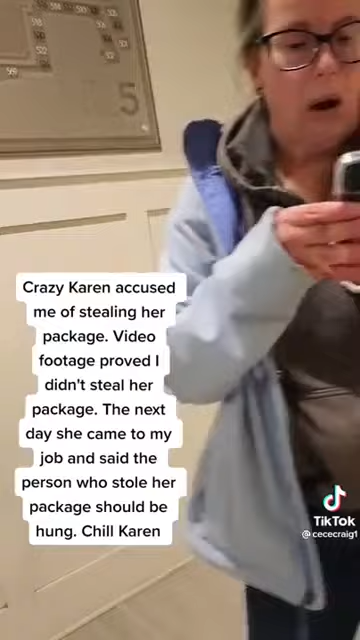 Crazy Karen accused
me of stealing her
package. Video
footage proved I
didn't steal her
package. The next
day she came to my
job and said the
person who stole her
package should be
hung. Chill Karen
5
TikTok
@cececraig1